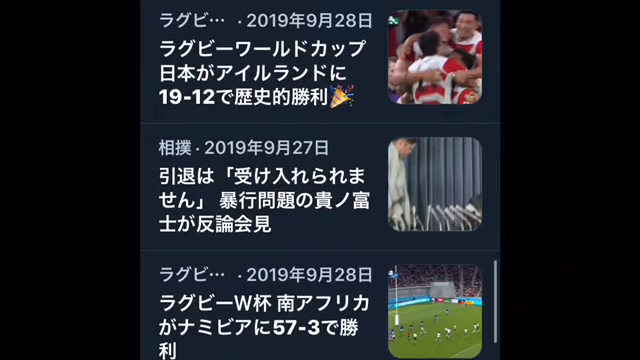 ラグビ… · 2019年9月28日
ラグビーワールドカップ
日本がアイルランドに
19-12で歴史的勝利🎉
相撲 · 2019年9月27日
引退は「受け入れられま
せん」 暴行問題の貴ノ富
士が反論会見
ラグビ… · 2019年9月28日
ラグビーW杯 南アフリカ
がナミビアに57-3で勝
利